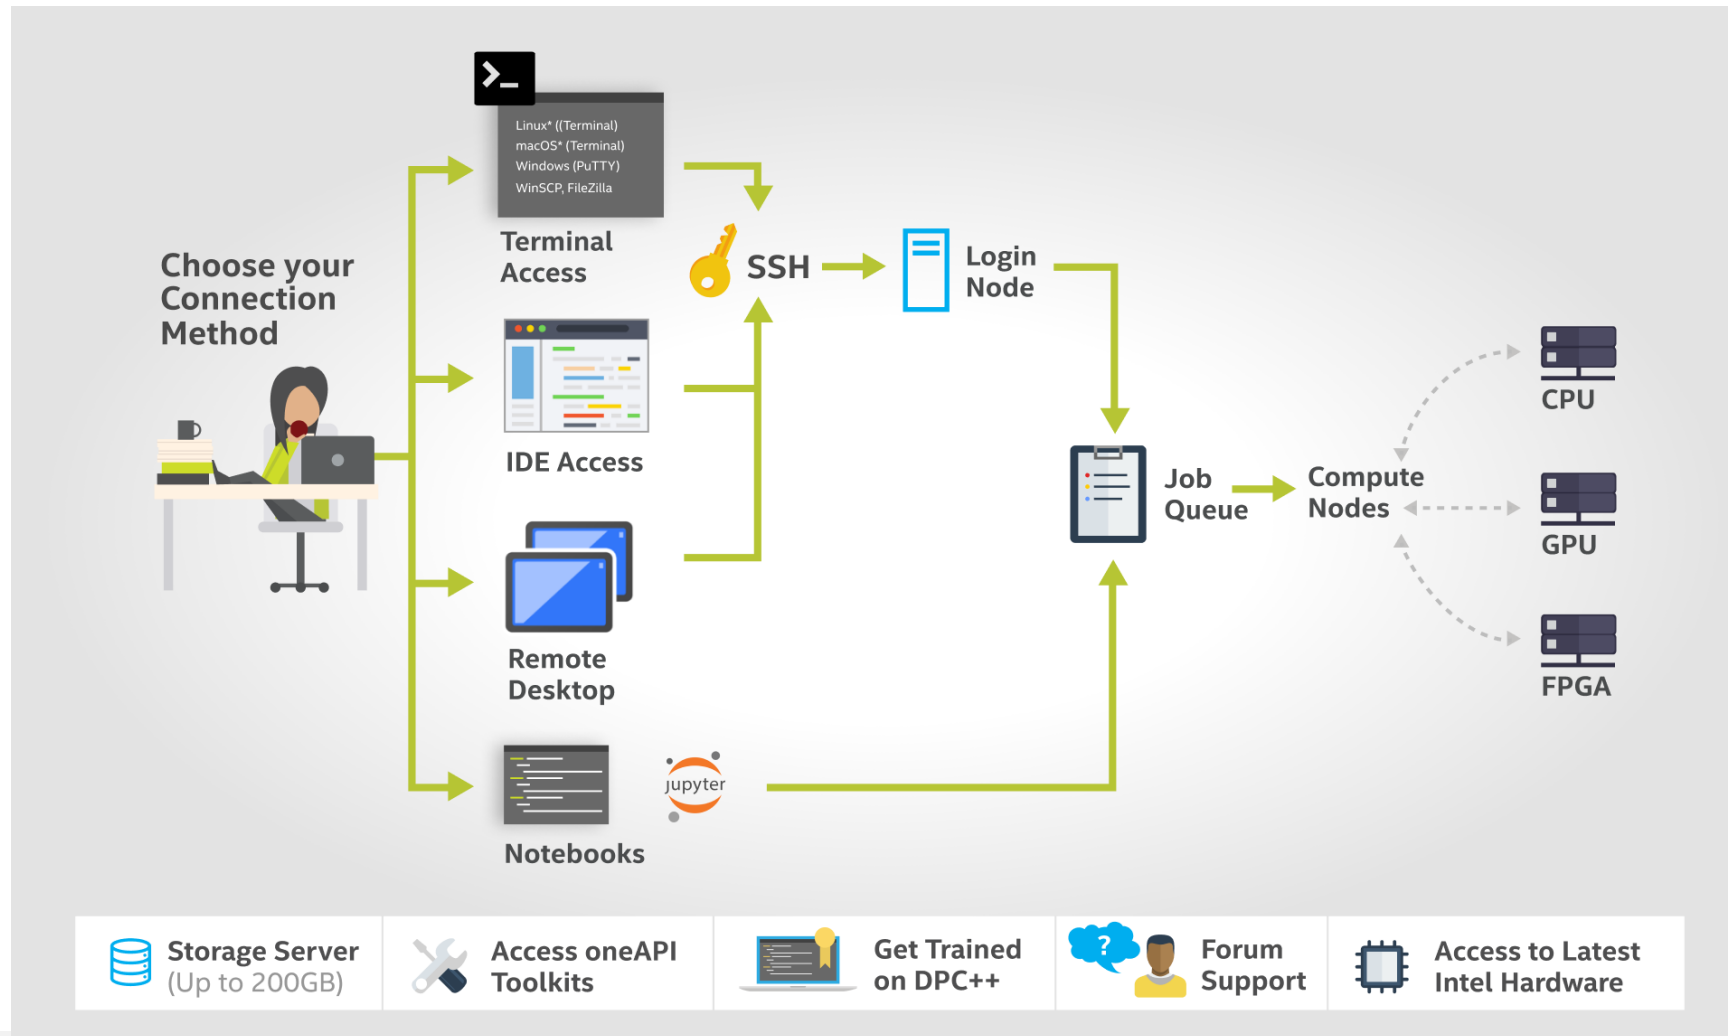 Linux* ((Terminal)
macOS* (Terminal)
Windows (PuTTY)
WinSCP, FileZilla
Terminal
Access
Choose your
Connection
Method
SSH
Login
Node
IDE Access
CPU
Job
Queue
Compute
Nodes
GPU
Remote
Desktop
FPGA
jupyter
Notebooks
Storage Server
(Up to 200GB)
Access oneAPI
Toolkits
Get Trained
on DPC++
?
Forum
Support
Access to Latest
Intel Hardware